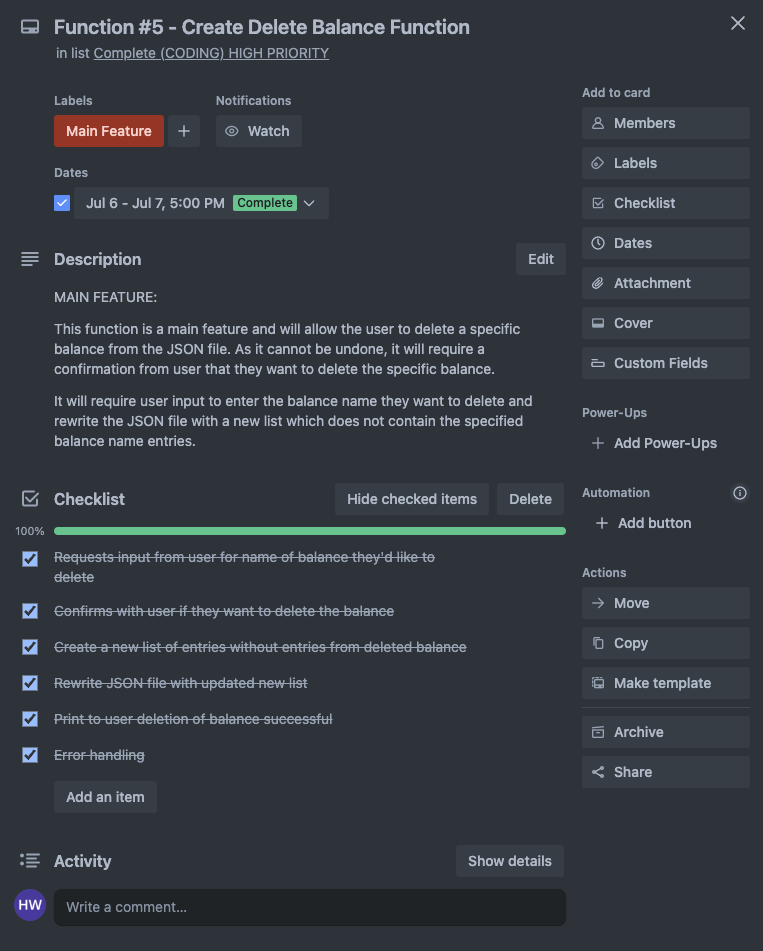 Function #5 - Create Delete Balance Function
in list Complete (CODING) HIGH PRIORITY
Labels
Main Feature
Notifications
Watch
Dates
Jul 6 - Jul 7, 5:00 PM Complete
Description
Edit
MAIN FEATURE:
This function is a main feature and will allow the user to delete a specific
balance from the JSON file. As it cannot be undone, it will require a
confirmation from user that they want to delete the specific balance.
It will require user input to enter the balance name they want to delete and
rewrite the JSON file with a new list which does not contain the specified
balance name entries.
Checklist
Hide checked items
Delete
100%
Requests input from user for name of balance they'd like to
delete
Confirms with user if they want to delete the balance
Create a new list of entries without entries from deleted balance
Rewrite JSON file with updated new list
Print to user deletion of balance successful
Error handling
Add an item
Activity
Show details
HW
Write a comment...
Add to card
Members
Labels
Checklist
Dates
Attachment
Cover
Custom Fields
Power-Ups
Add Power-Ups
Automation
Add button
Actions
Move
Copy
Make template
Archive
Share